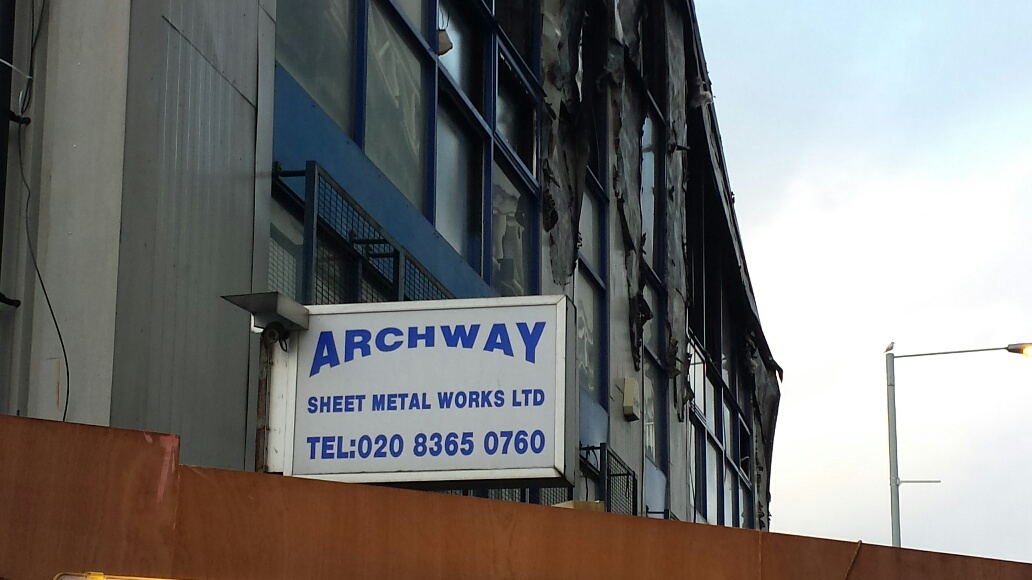 ARCHWAY
SHEET METAL WORKS LTD
TEL:020 8365 0760